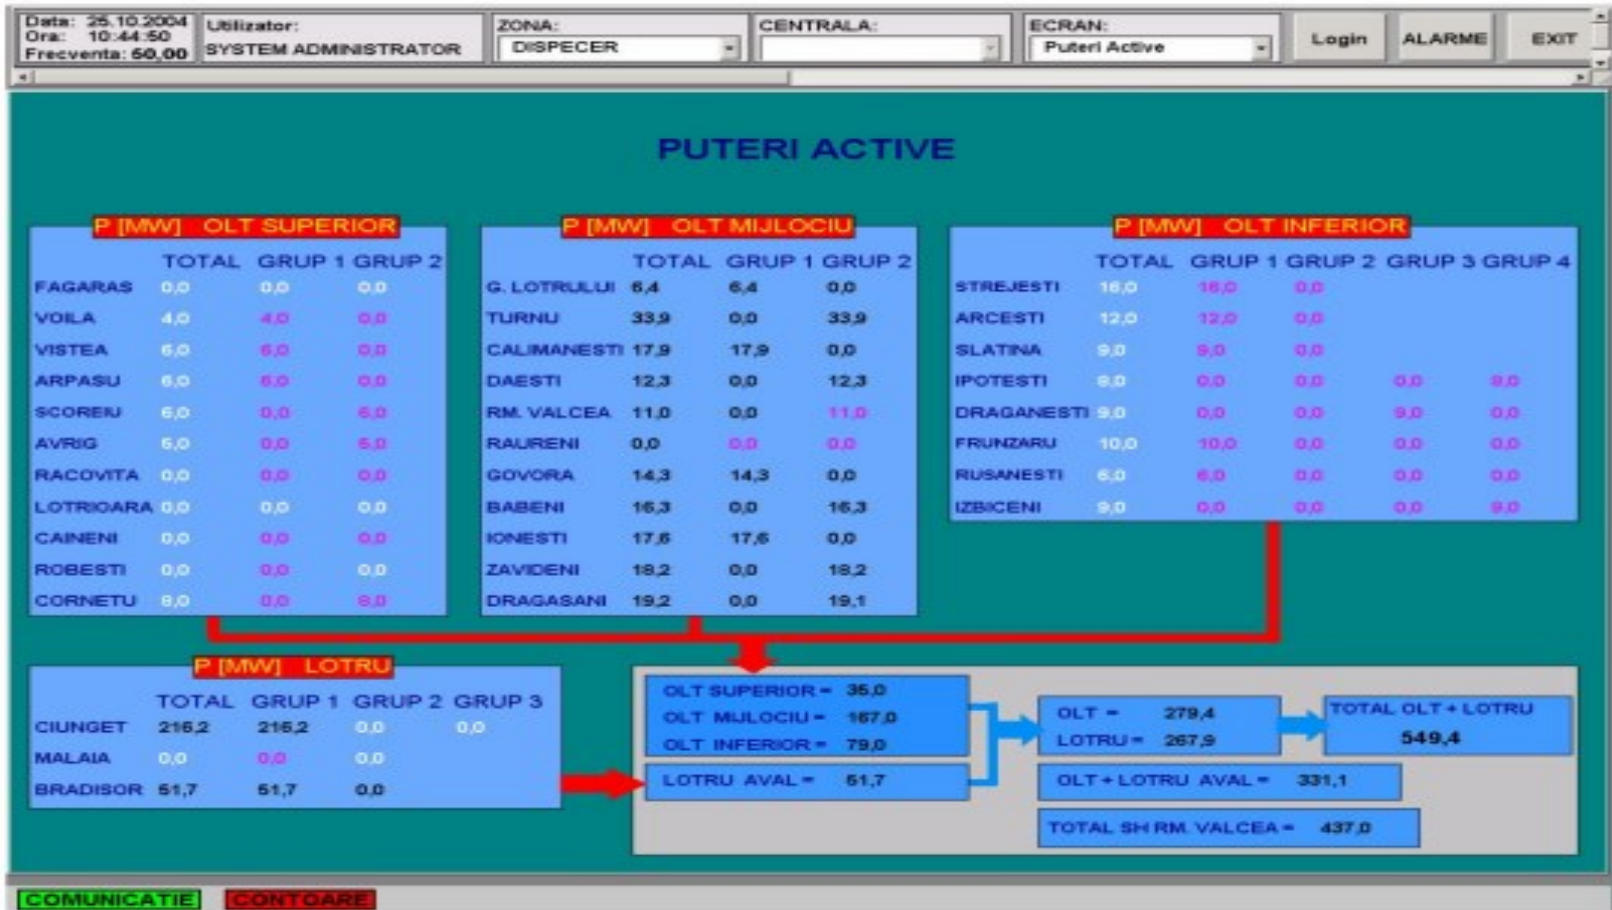 Data: 25.10.2004
Ora: 10:44:50
Frecventa: 50,00
Utilizator:
SYSTEM ADMINISTRATOR
ZONA:
DISPECER
CENTRALA:
ECRAN:
Puteri Active
Login
ALARME
EXIT
PUTERI ACTIVE
P [MW] OLT SUPERIOR
TOTAL GRUP 1 GRUP 2
FAGARAS 0,0 0,0 0,0
VOILA 4,0 4,0 0,0
VISTEA 6,0 6,0 0,0
ARPASU 6,0 6,0 0,0
SCOREIU 6,0 0,0 6,0
AVRIG 5,0 0,0 5,0
RACOVITA 0,0 0,0 0,0
LOTRIOARA 0,0 0,0 0,0
CAINENI 0,0 0,0 0,0
ROBESTI 0,0 0,0 0,0
CORNETU 8,0 0,0 8,0
P [MW] OLT MIJLOCIU
TOTAL GRUP 1 GRUP 2
G. LOTRULUI 6,4 6,4 0,0
TURNU 33,9 0,0 33,9
CALIMANESTI 17,9 17,9 0,0
DAESTI 12,3 0,0 12,3
RM. VALCEA 11,0 0,0 11,0
RAURENI 0,0 0,0 0,0
GOVORA 14,3 14,3 0,0
BABENI 16,3 0,0 16,3
IONESTI 17,6 17,6 0,0
ZAVIDENI 18,2 0,0 18,2
DRAGASANI 19,2 0,0 19,1
P [MW] OLT INFERIOR
TOTAL GRUP 1 GRUP 2 GRUP 3 GRUP 4
STREJESTI 16,0 16,0 0,0
ARCESTI 12,0 12,0 0,0
SLATINA 9,0 9,0 0,0
IPOTESTI 8,0 0,0 0,0 0,0 8,0
DRAGANESTI 9,0 0,0 0,0 9,0 0,0
FRUNZARU 10,0 10,0 0,0 0,0 0,0
RUSANESTI 6,0 6,0 0,0 0,0 0,0
IZBICENI 9,0 0,0 0,0 0,0 9,0
P [MW] LOTRU
TOTAL GRUP 1 GRUP 2 GRUP 3
CIUNGET 216,2 216,2 0,0 0,0
MALAIA 0,0 0,0 0,0
BRADISOR 51,7 51,7 0,0
OLT SUPERIOR = 35,0
OLT MIJLOCIU = 167,0
OLT INFERIOR = 79,0
LOTRU AVAL = 51,7
OLT = 279,4
LOTRU = 267,9
TOTAL OLT + LOTRU
549,4
OLT + LOTRU AVAL = 331,1
TOTAL SH RM. VALCEA = 437,0
COMUNICATIE
CONTOARE